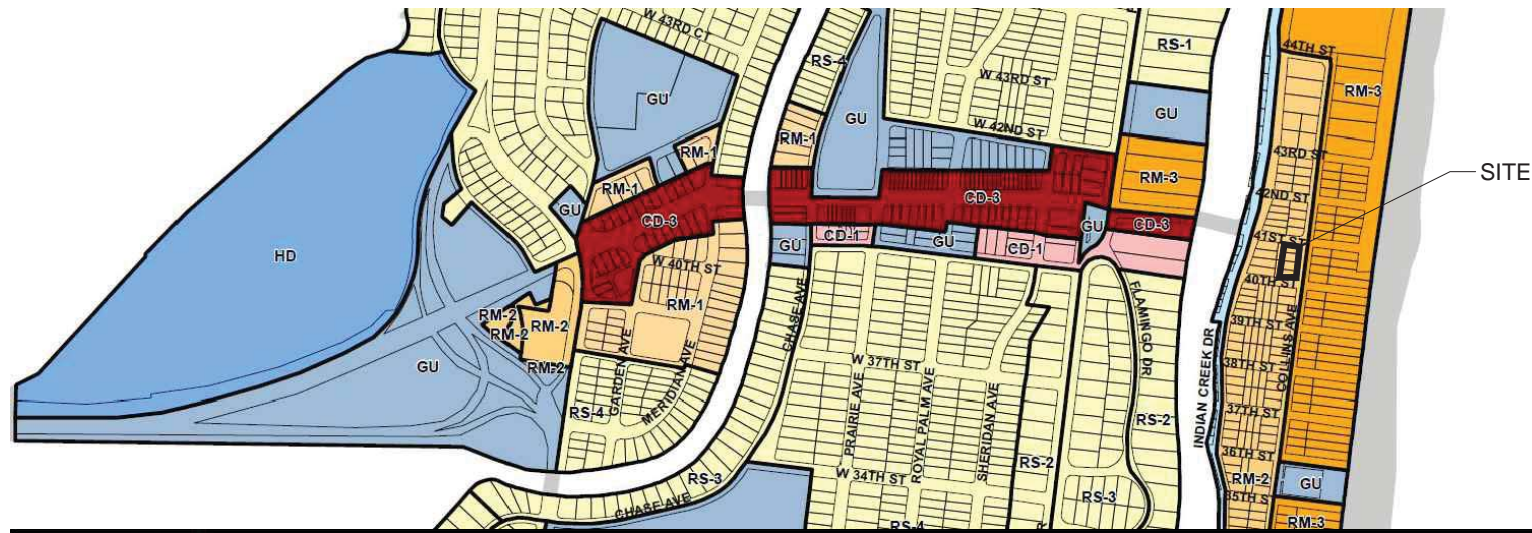 W 43RD CT
44TH ST
RS-1
RS-4
W 43RD ST
RM-3
GU
GU
GU
W 42ND ST
RM-1
RM-1
43RD ST
SITE
RM-1
RM-3
42ND ST
CD-3
GU
CD-3
GU
CD-3
41ST ST
CD-1
GU
GU
CD-1
HD
W 40TH ST
40TH ST
RM-1
FLAMINGO DR
RM-2
RM-2
RM-2
CHASE AVE
39TH ST
COLLINS AVE
INDIAN CREEK DR
RM-2
GU
GARDEN AVE
MERIDIAN AVE
W 37TH ST
38TH ST
RS-4
PRAIRIE AVE
ROYAL PALM AVE
SHERIDAN AVE
RS-2
37TH ST
36TH ST
RS-3
W 34TH ST
RS-2
RM-2
GU
CHASE AVE
RS-3
35TH S
RS-4
R
RM-3